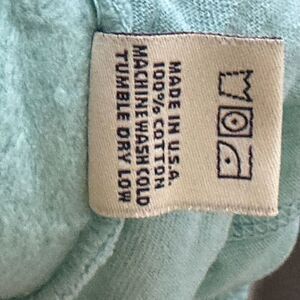 MADE IN U.S.A.
100% COTTON
MACHINE WASH COLD
TUMBLE DRY LOW